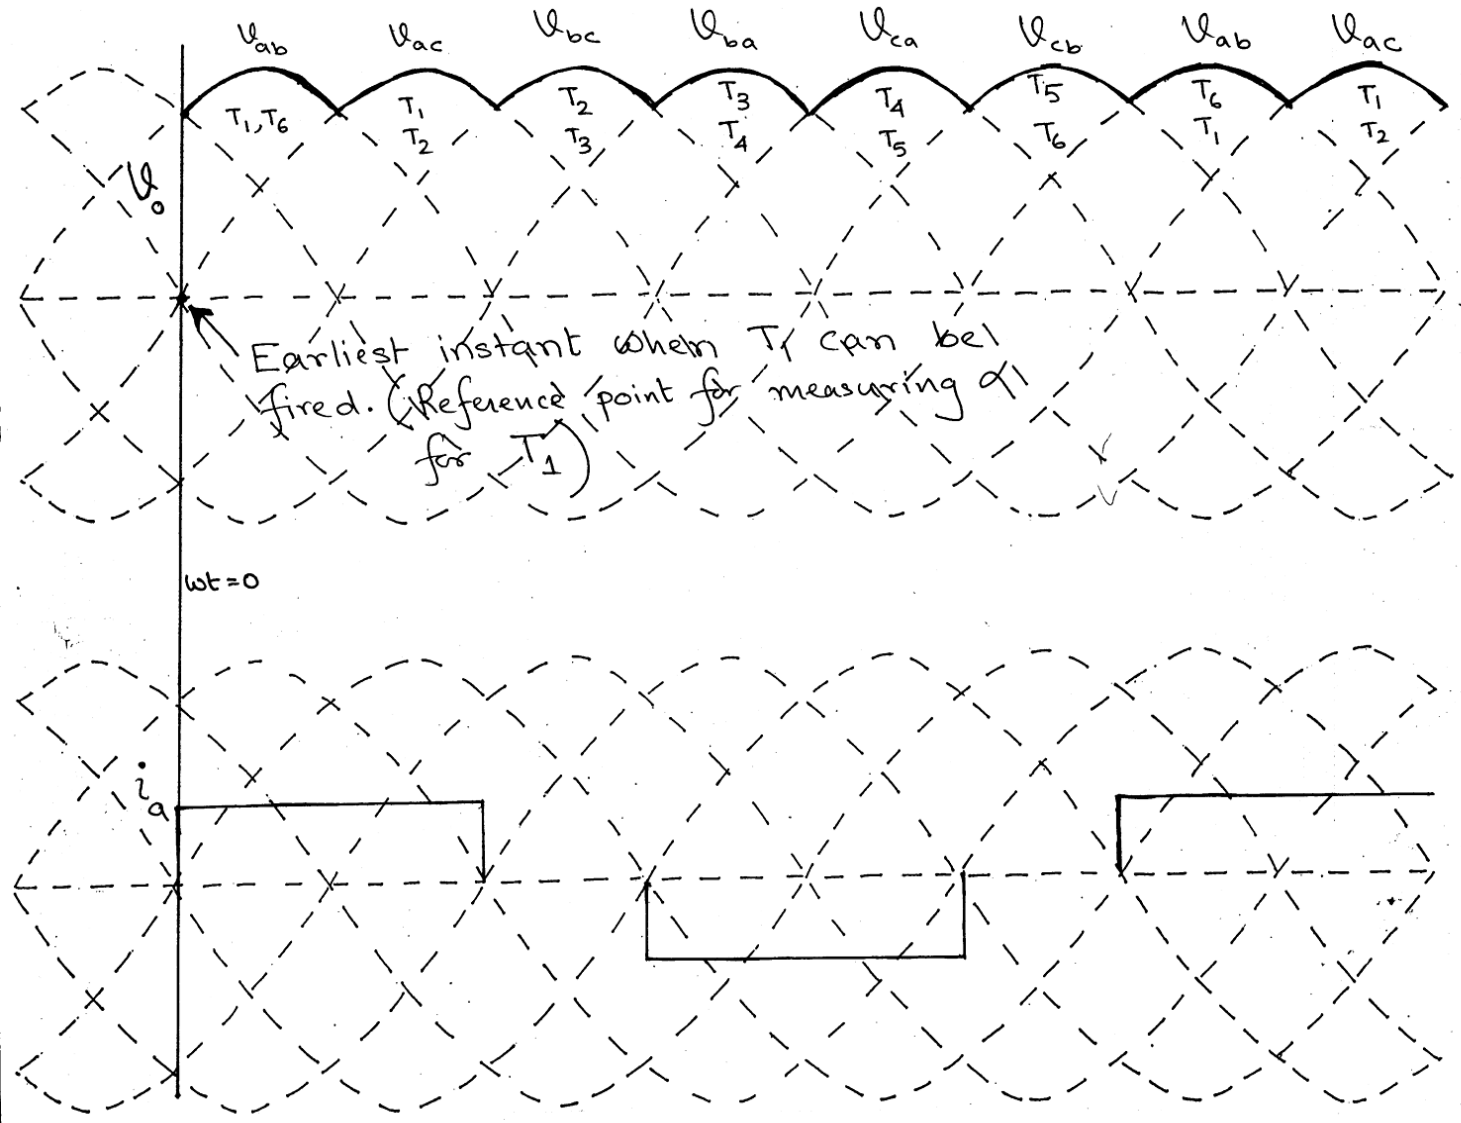 𝒱ab 𝒱ac 𝒱bc 𝒱ba 𝒱ca 𝒱cb 𝒱ab 𝒱ac
T₁,T₆ T₁ T₂ T₃ T₄ T₅ T₆ T₁
T₂ T₃ T₄ T₅ T₆ T₁ T₂
𝒱₀
Earliest instant when T₁ can be
fired. (Reference point for measuring α
for T₁)
ωt=0
iₐ